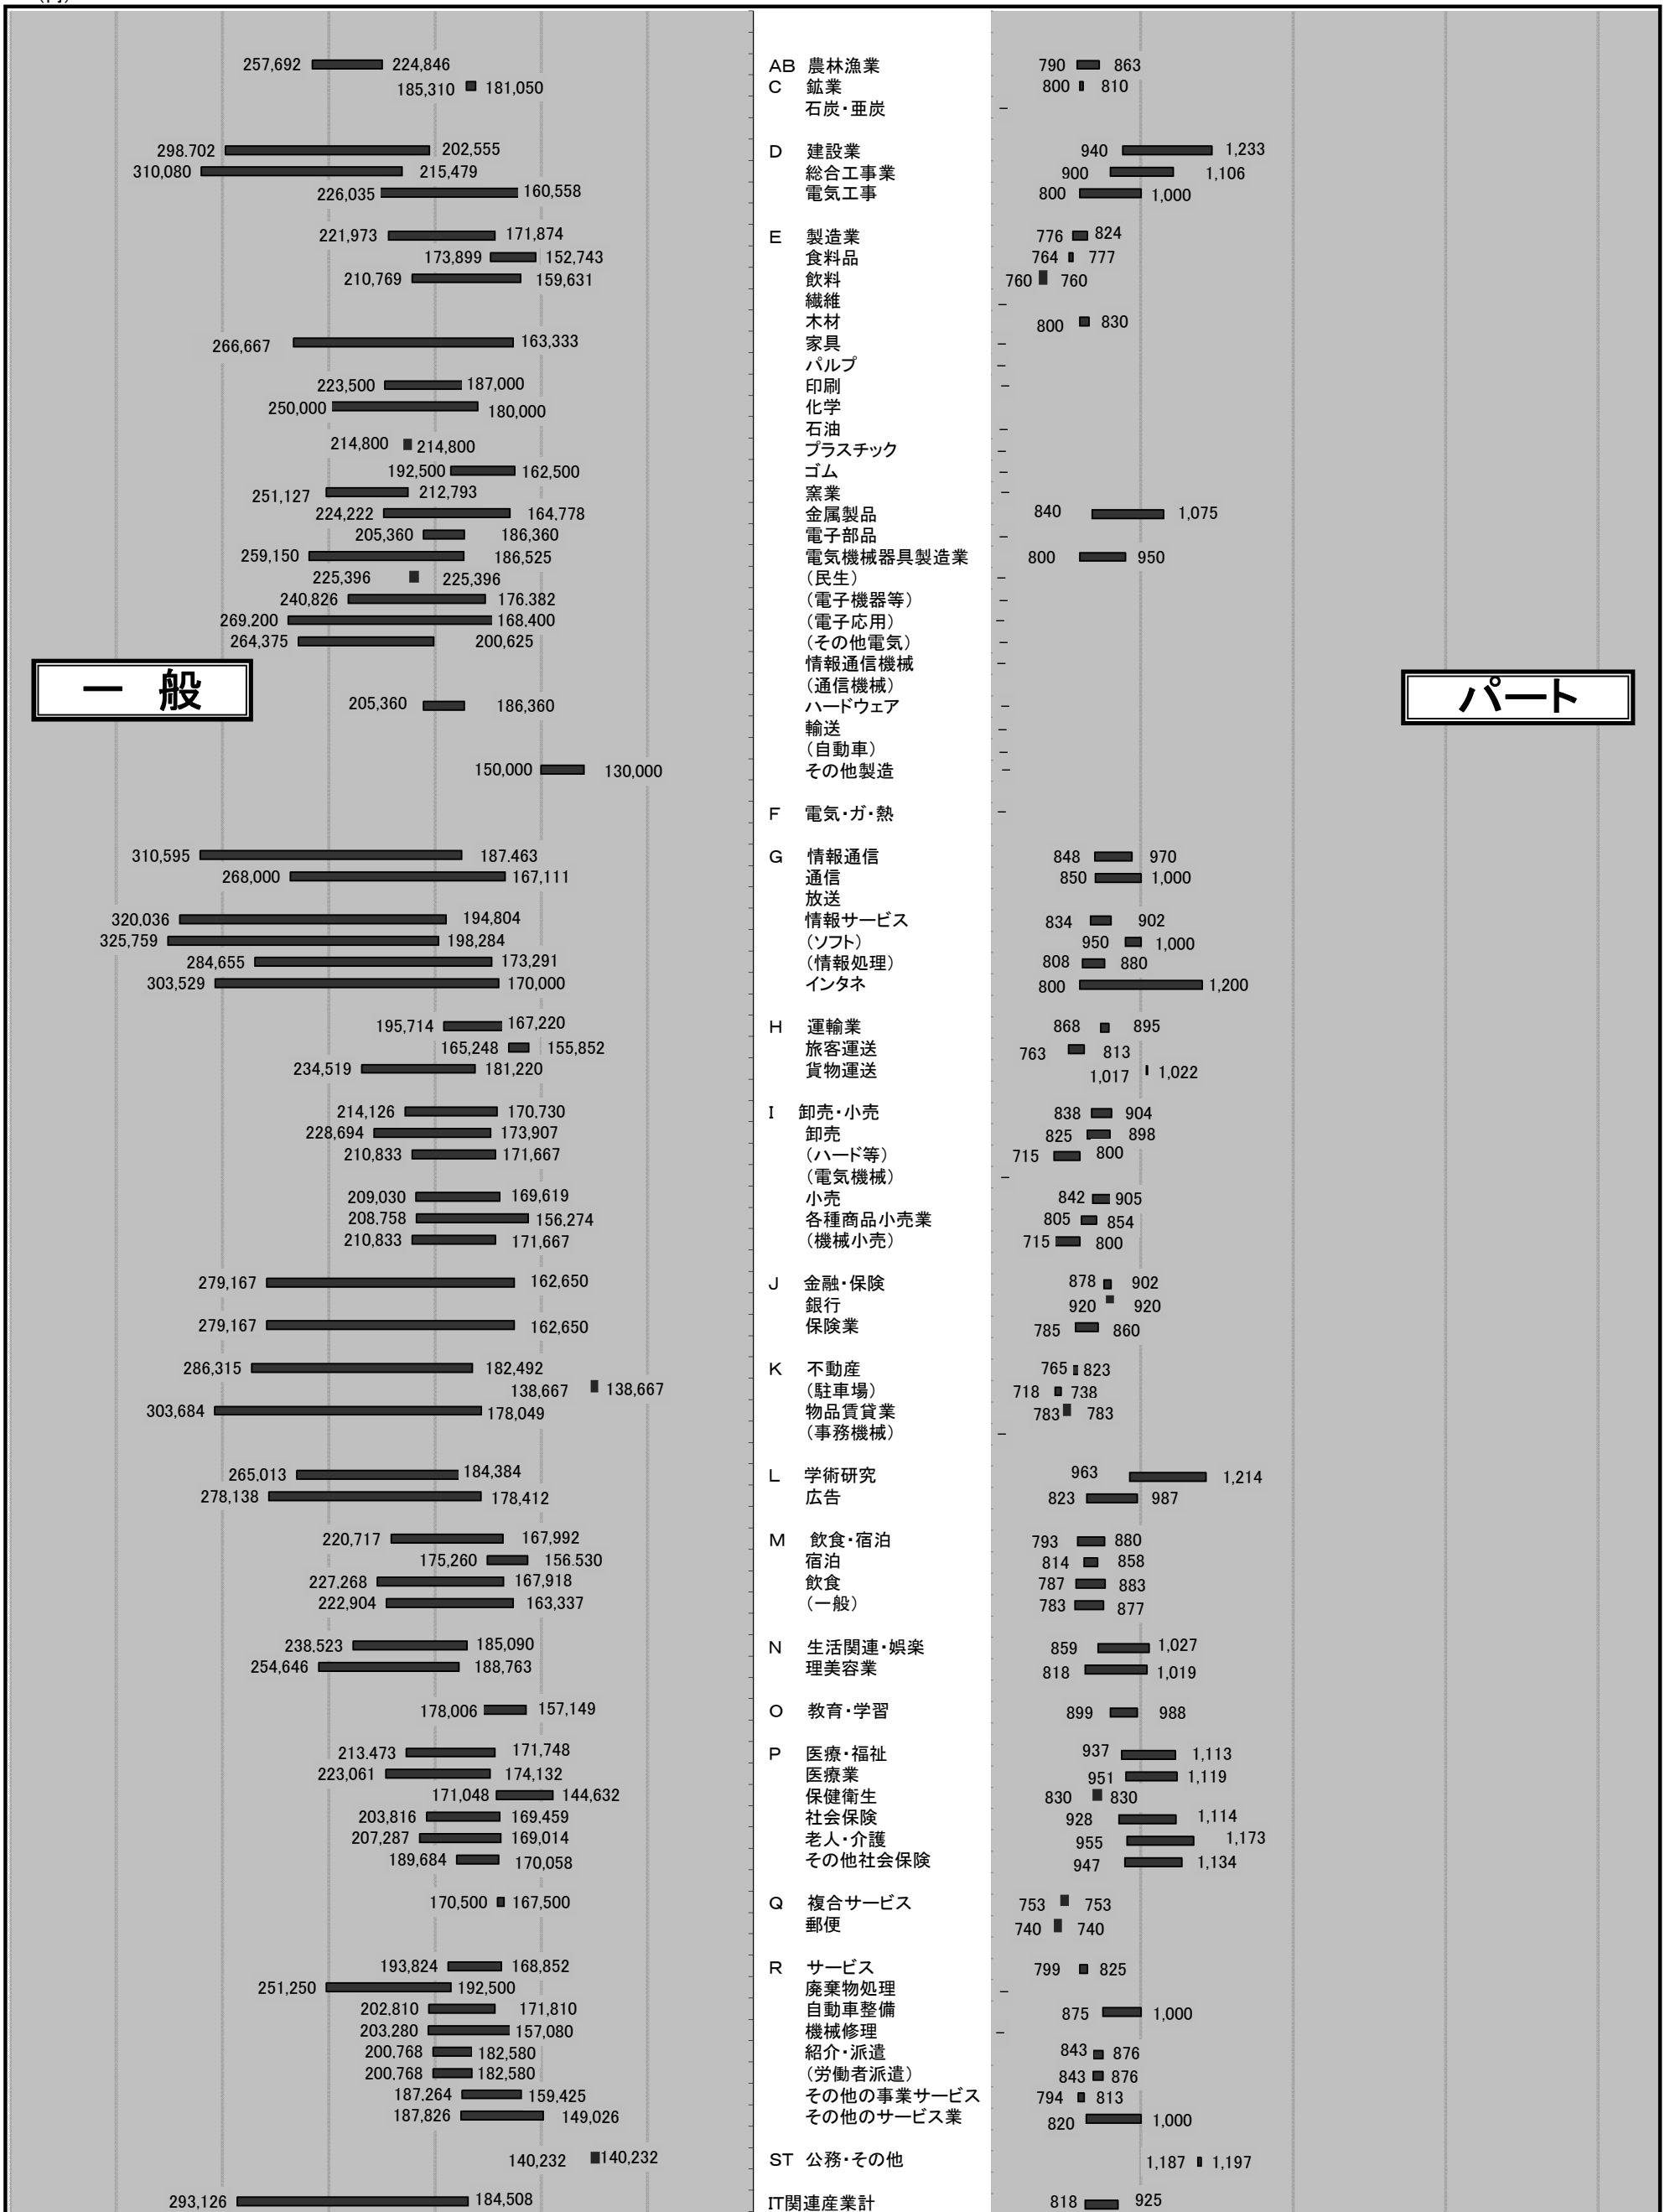 257,692 224,846 AB 農林漁業 790 863
185,310 181,050 C 鉱業 800 810
石炭・亜炭 −
298.702 202,555 D 建設業 940 1,233
310,080 215,479 総合工事業 900 1,106
226,035 160,558 電気工事 800 1,000
221,973 171,874 E 製造業 776 824
173,899 152,743 食料品 764 777
210,769 159,631 飲料 760 760
繊維 −
木材 800 830
266,667 163,333 家具 −
パルプ −
223,500 187,000 印刷 −
250,000 180,000 化学
石油 −
214,800 214,800 プラスチック −
192,500 162,500 ゴム −
251,127 212,793 窯業 −
224,222 164,778 金属製品 840 1,075
205,360 186,360 電子部品 −
259,150 186,525 電気機械器具製造業 800 950
225,396 225,396 (民生) −
240,826 176.382 (電子機器等) −
269,200 168,400 (電子応用) −
264,375 200,625 (その他電気) −
情報通信機械 −
一 般 (通信機械) パート
205,360 186,360 ハードウェア −
輸送 −
(自動車) −
150,000 130,000 その他製造 −
F 電気・ガ・熱 −
310,595 187.463 G 情報通信 848 970
268,000 167,111 通信 850 1,000
放送
320,036 194,804 情報サービス 834 902
325,759 198,284 (ソフト) 950 1,000
284,655 173,291 (情報処理) 808 880
303,529 170,000 インタネ 800 1,200
195,714 167,220 H 運輸業 868 895
165,248 155,852 旅客運送 763 813
234,519 181,220 貨物運送 1,017 1,022
214,126 170,730 I 卸売・小売 838 904
228,694 173,907 卸売 825 898
210,833 171,667 (ハード等) 715 800
(電気機械) −
209,030 169,619 小売 842 905
208,758 156,274 各種商品小売業 805 854
210,833 171,667 (機械小売) 715 800
279,167 162,650 J 金融・保険 878 902
銀行 920 920
279,167 162,650 保険業 785 860
286,315 182,492 K 不動産 765 823
138,667 138,667 (駐車場) 718 738
303,684 178,049 物品賃貸業 783 783
(事務機械) −
265,013 184,384 L 学術研究 963 1,214
278,138 178,412 広告 823 987
220,717 167,992 M 飲食・宿泊 793 880
175,260 156.530 宿泊 814 858
227,268 167,918 飲食 787 883
222,904 163,337 (一般) 783 877
238,523 185,090 N 生活関連・娯楽 859 1,027
254,646 188,763 理美容業 818 1,019
178,006 157,149 O 教育・学習 899 988
213.473 171,748 P 医療・福祉 937 1,113
223,061 174,132 医療業 951 1,119
171,048 144,632 保健衛生 830 830
203,816 169,459 社会保険 928 1,114
207,287 169,014 老人・介護 955 1,173
189,684 170,058 その他社会保険 947 1,134
170,500 167,500 Q 複合サービス 753 753
郵便 740 740
193,824 168,852 R サービス 799 825
251,250 192,500 廃棄物処理 −
202,810 171,810 自動車整備 875 1,000
203,280 157,080 機械修理 −
200,768 182,580 紹介・派遣 843 876
200,768 182,580 (労働者派遣) 843 876
187,264 159,425 その他の事業サービス 794 813
187,826 149,026 その他のサービス業 820 1,000
140,232 140,232 ST 公務・その他 1,187 1,197
293,126 184,508 IT関連産業計 818 925